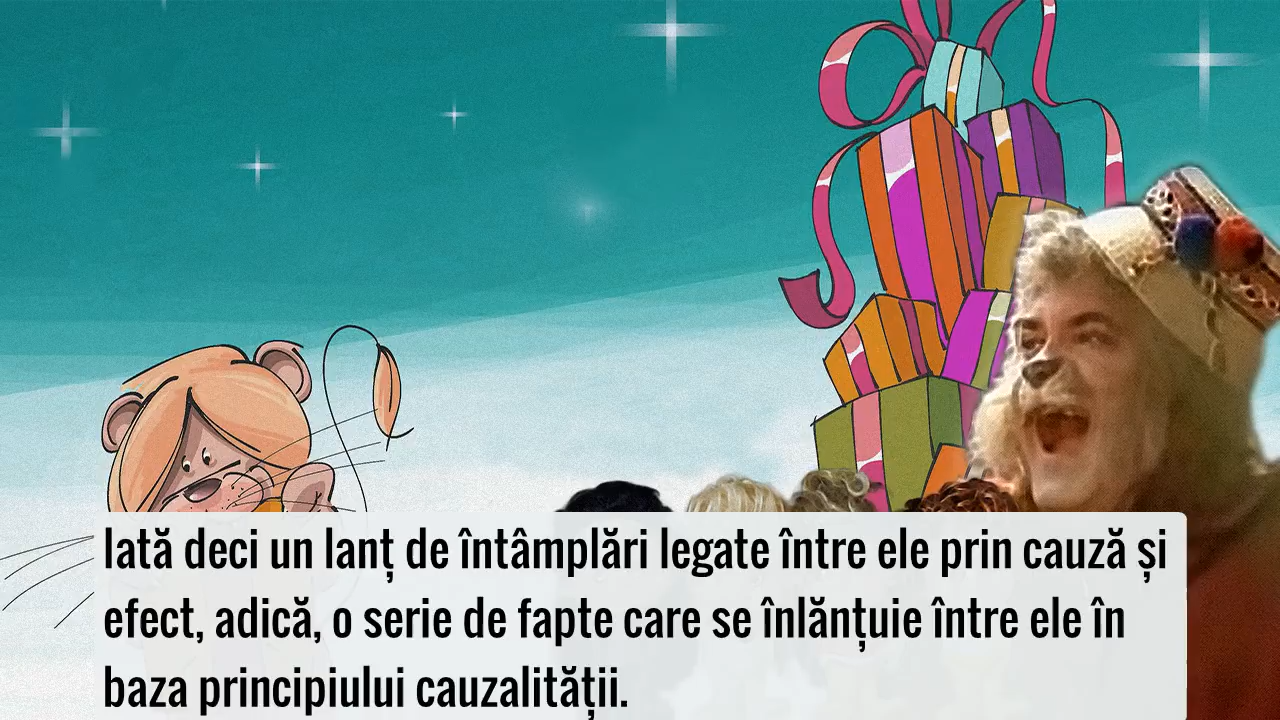 Iată deci un lanț de întâmplări legate între ele prin cauză și
efect, adică, o serie de fapte care se înlănțuie între ele în
baza principiului cauzalității.